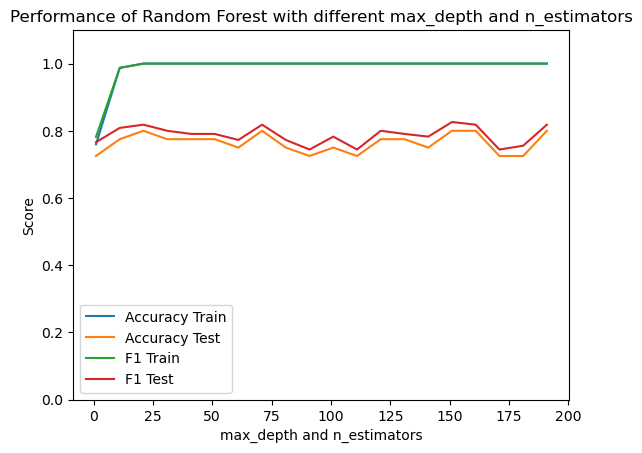 Performance of Random Forest with different max_depth and n_estimators
1.0
0.8
0.6
0.4
0.2
0.0
Score
Accuracy Train
Accuracy Test
F1 Train
F1 Test
0 25 50 75 100 125 150 175 200
max_depth and n_estimators